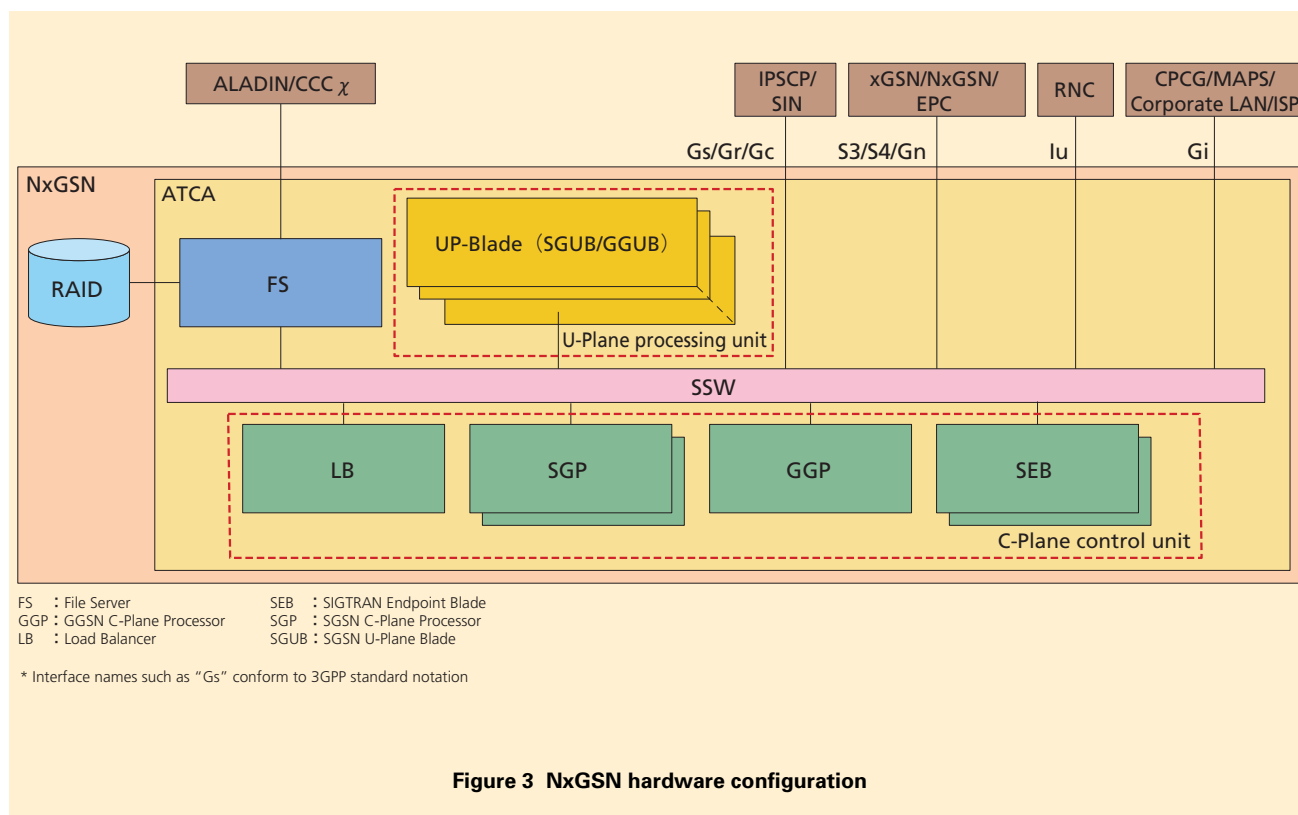 ALADIN/CCC χ
IPSCP/
SIN
xGSN/NxGSN/
EPC
RNC
CPCG/MAPS/
Corporate LAN/ISP
Gs/Gr/Gc
S3/S4/Gn
Iu
Gi
NxGSN
ATCA
RAID
FS
UP-Blade（SGUB/GGUB）
U-Plane processing unit
SSW
LB
SGP
GGP
SEB
C-Plane control unit
FS ：File Server
GGP：GGSN C-Plane Processor
LB ：Load Balancer
SEB ：SIGTRAN Endpoint Blade
SGP ：SGSN C-Plane Processor
SGUB：SGSN U-Plane Blade
* Interface names such as “Gs” conform to 3GPP standard notation
Figure 3 NxGSN hardware configuration